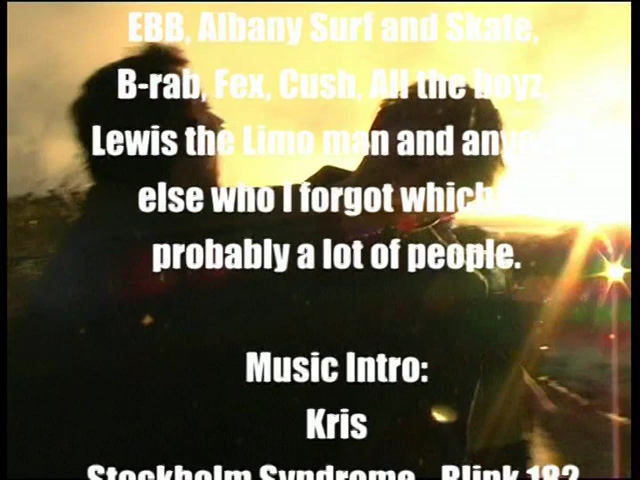 EBB, Albany Surf and Skate,
B-rab, Fex, Cush, All the boyz,
Lewis the Limo man and anyone
else who I forgot which
probably a lot of people.
Music Intro:
Kris
Stockholm Syndrome - Blink 182